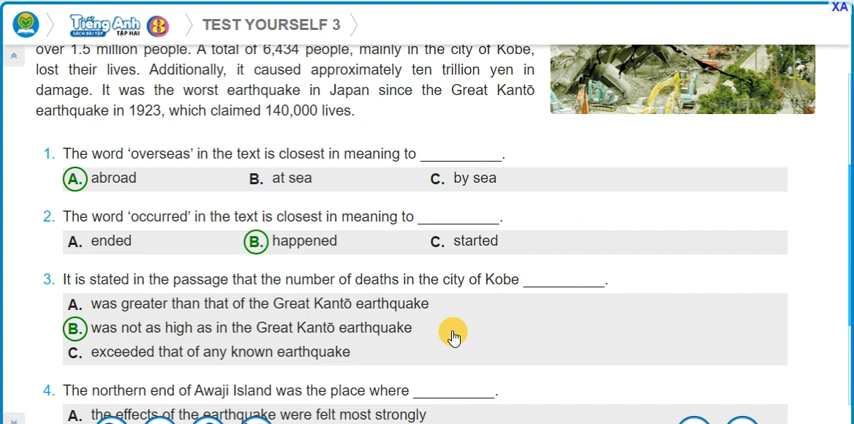 XA
Tiếng Anh 8
SÁCH BÀI TẬP TẬP HAI
TEST YOURSELF 3
over 1.5 million people. A total of 6,434 people, mainly in the city of Kobe,
lost their lives. Additionally, it caused approximately ten trillion yen in
damage. It was the worst earthquake in Japan since the Great Kantō
earthquake in 1923, which claimed 140,000 lives.
1. The word ‘overseas’ in the text is closest in meaning to __________.
A. abroad B. at sea C. by sea
2. The word ‘occurred’ in the text is closest in meaning to __________.
A. ended B. happened C. started
3. It is stated in the passage that the number of deaths in the city of Kobe __________.
A. was greater than that of the Great Kantō earthquake
B. was not as high as in the Great Kantō earthquake
C. exceeded that of any known earthquake
4. The northern end of Awaji Island was the place where __________.
A. the effects of the earthquake were felt most strongly